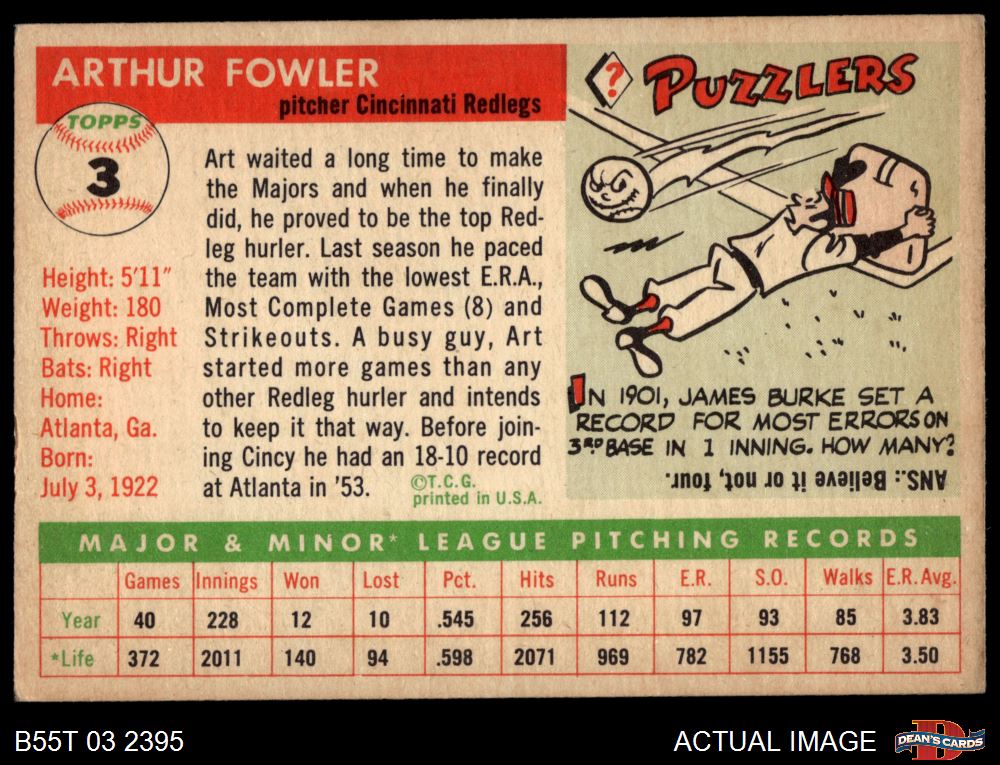 ARTHUR FOWLER
pitcher Cincinnati Redlegs
TOPPS
3
Height: 5'11"
Weight: 180
Throws: Right
Bats: Right
Home:
Atlanta, Ga.
Born:
July 3, 1922
Art waited a long time to make
the Majors and when he finally
did, he proved to be the top Red-
leg hurler. Last season he paced
the team with the lowest E.R.A.,
Most Complete Games (8) and
Strikeouts. A busy guy, Art
started more games than any
other Redleg hurler and intends
to keep it that way. Before join-
ing Cincy he had an 18-10 record
at Atlanta in '53.
©T.C.G.
printed in U.S.A.
? PUZZLERS
IN 1901, JAMES BURKE SET A
RECORD FOR MOST ERRORS ON
3RD BASE IN 1 INNING. HOW MANY?
ANS.: Believe it or not, four.
MAJOR & MINOR* LEAGUE PITCHING RECORDS
Games Innings Won Lost Pct. Hits Runs E.R. S.O. Walks E.R. Avg.
Year 40 228 12 10 .545 256 112 97 93 85 3.83
*Life 372 2011 140 94 .598 2071 969 782 1155 768 3.50
B55T 03 2395
ACTUAL IMAGE
D
DEAN'S CARDS